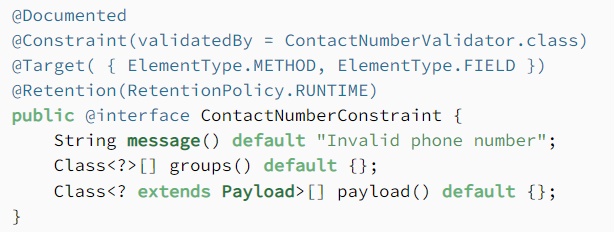 @Documented
@Constraint(validatedBy = ContactNumberValidator.class)
@Target( { ElementType.METHOD, ElementType.FIELD })
@Retention(RetentionPolicy.RUNTIME)
public @interface ContactNumberConstraint {
    String message() default "Invalid phone number";
    Class<?>[] groups() default {};
    Class<? extends Payload>[] payload() default {};
}